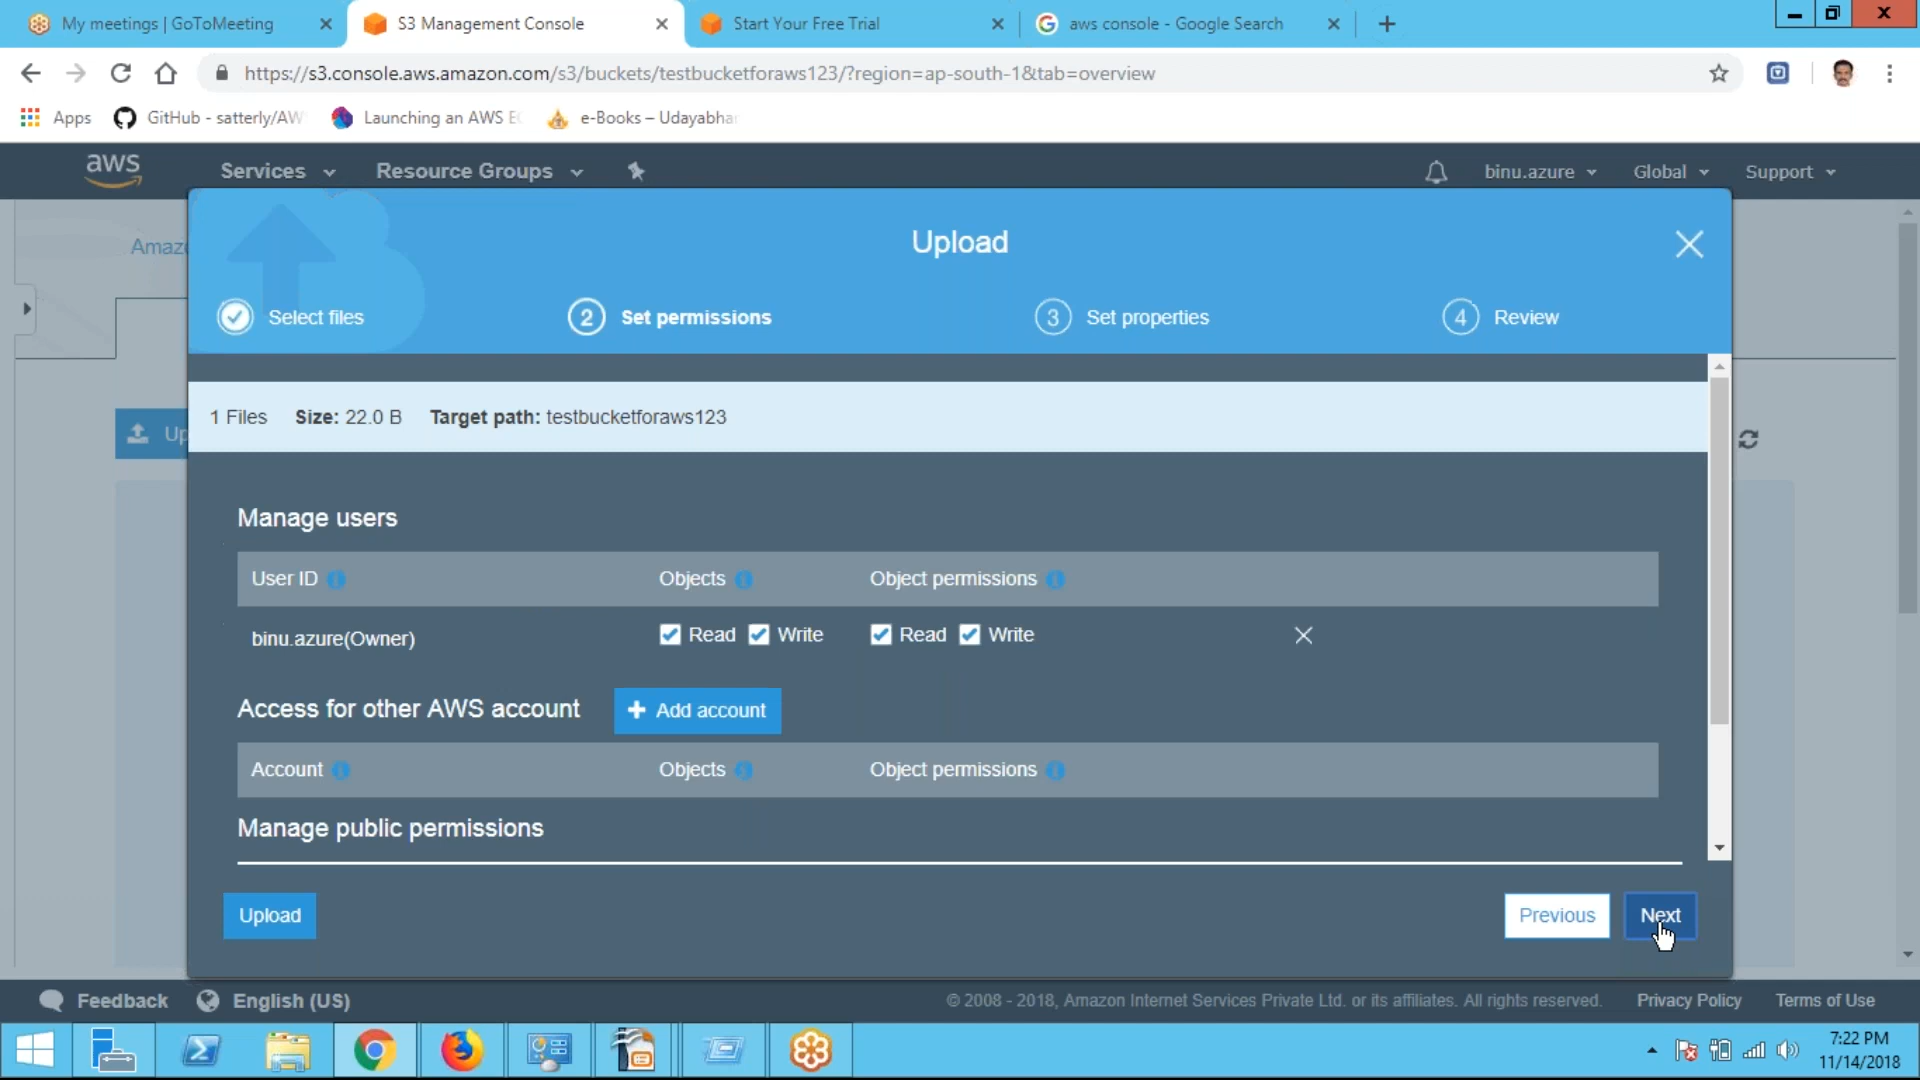 My meetings | GoToMeeting
S3 Management Console
Start Your Free Trial
aws console - Google Search
https://s3.console.aws.amazon.com/s3/buckets/testbucketforaws123/?region=ap-south-1&tab=overview
Apps
GitHub - satterly/AW
Launching an AWS EC
e-Books – Udayabha
aws
Services
Resource Groups
binu.azure
Global
Support
Amazo
Upload
Select files
2 Set permissions
3 Set properties
4 Review
Up
1 Files Size: 22.0 B Target path: testbucketforaws123
Manage users
User ID Objects Object permissions
binu.azure(Owner) Read Write Read Write
Access for other AWS account Add account
Account Objects Object permissions
Manage public permissions
Upload
Previous
Next
Feedback
English (US)
© 2008 - 2018, Amazon Internet Services Private Ltd. or its affiliates. All rights reserved.
Privacy Policy
Terms of Use
7:22 PM
11/14/2018